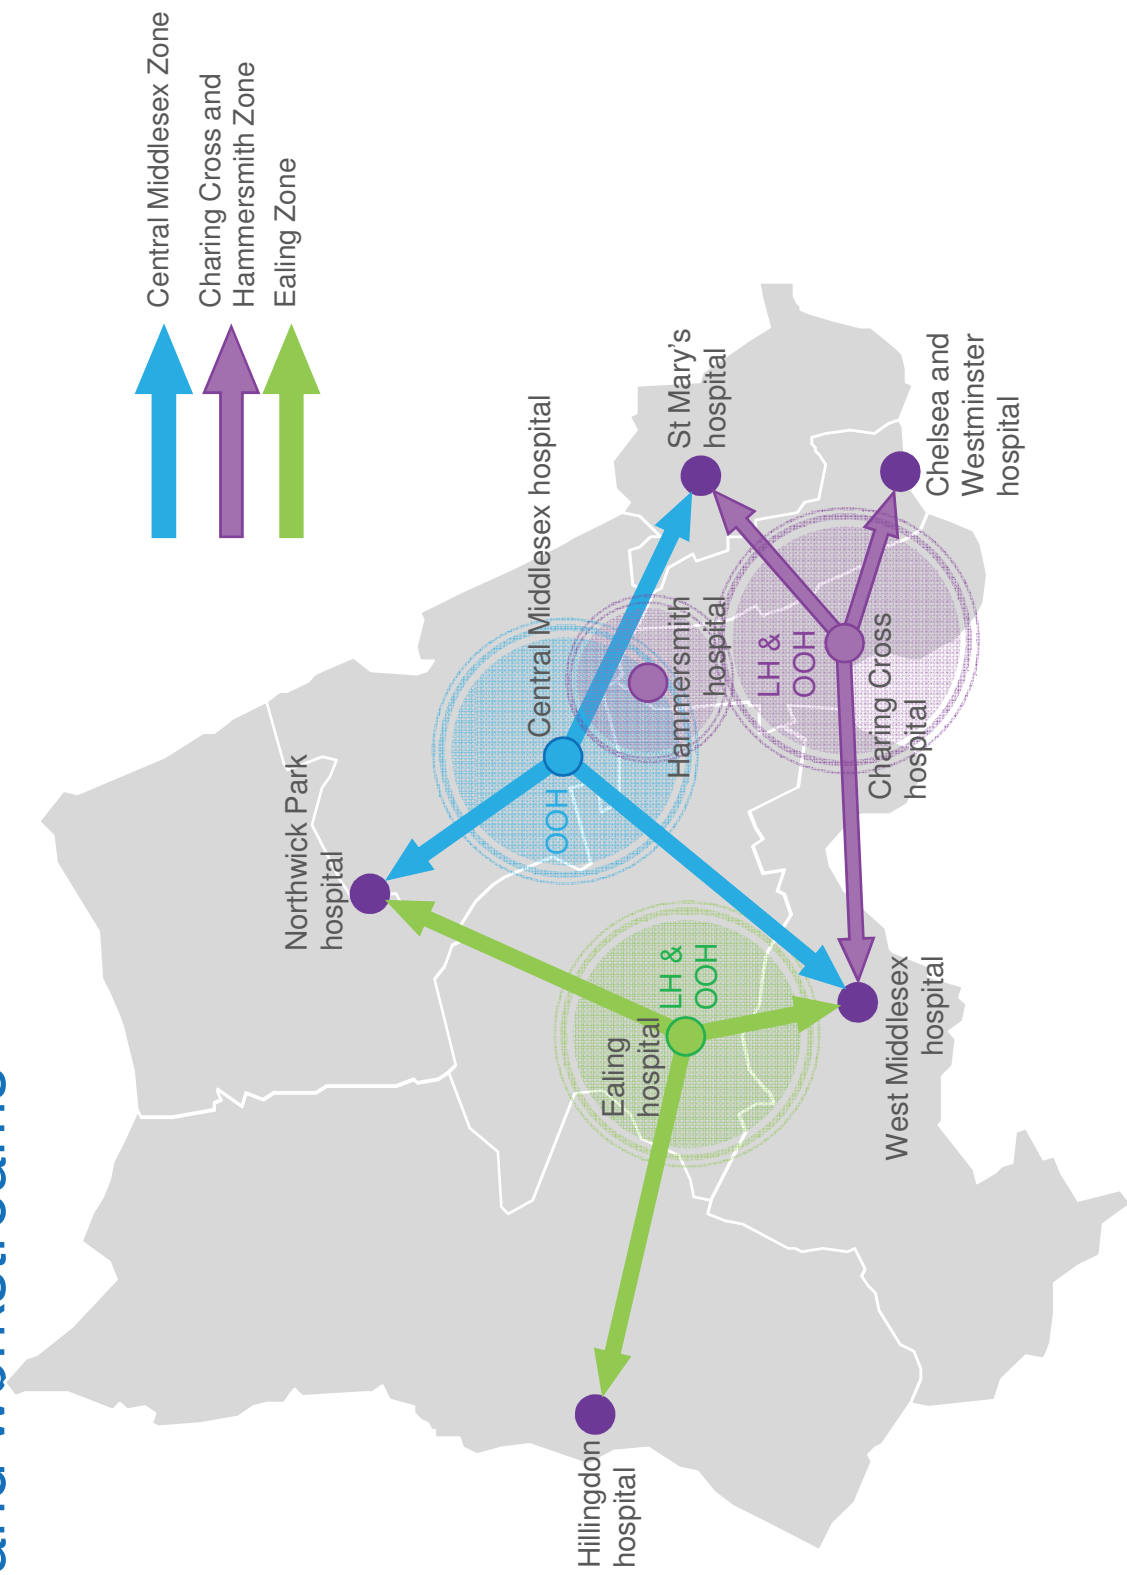 and workstreams
Central Middlesex Zone
Charing Cross and
Hammersmith Zone
Ealing Zone
Northwick Park
hospital
Central Middlesex hospital
OOH
Hillingdon
hospital
Ealing
hospital
LH &
OOH
Hammersmith
hospital
St Mary's
hospital
LH &
OOH
Charing Cross
hospital
West Middlesex
hospital
Chelsea and
Westminster
hospital